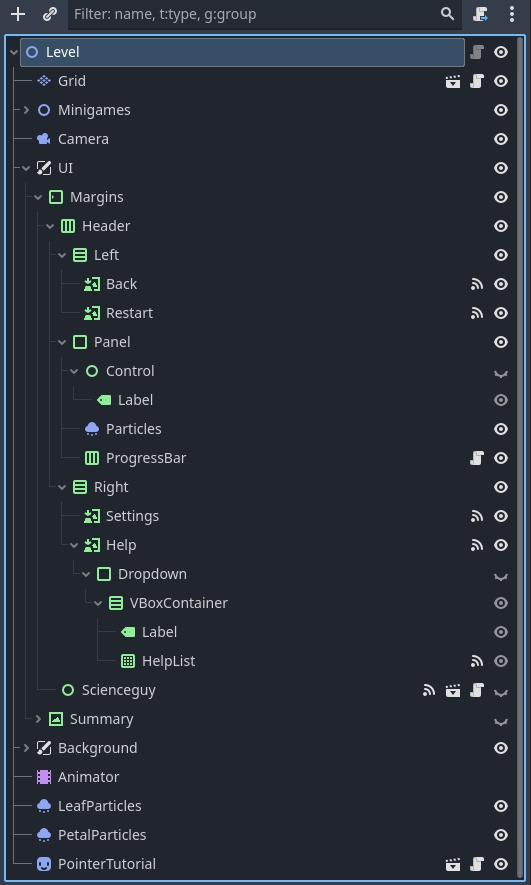 Filter: name, t:type, g:group
Level
Grid
Minigames
Camera
UI
Margins
Header
Left
Back
Restart
Panel
Control
Label
Particles
ProgressBar
Right
Settings
Help
Dropdown
VBoxContainer
Label
HelpList
Scienceguy
Summary
Background
Animator
LeafParticles
PetalParticles
PointerTutorial